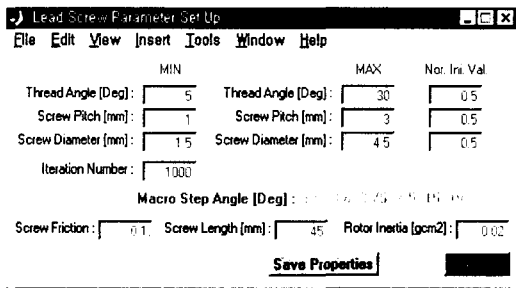 Lead Screw Parameter Set Up
File Edit View Insert Tools Window Help
MIN MAX Nor. Ini. Val.
Thread Angle [Deg] : 5 Thread Angle [Deg] : 30 0.5
Screw Pitch [mm] : 1 Screw Pitch [mm] : 3 0.5
Screw Diameter [mm] : 1.5 Screw Diameter [mm] : 4.5 0.5
Iteration Number : 1000
Macro Step Angle [Deg] :
Screw Friction : 0.1 Screw Length [mm] : 45 Rotor Inertia [gcm2] : 0.02
Save Properties